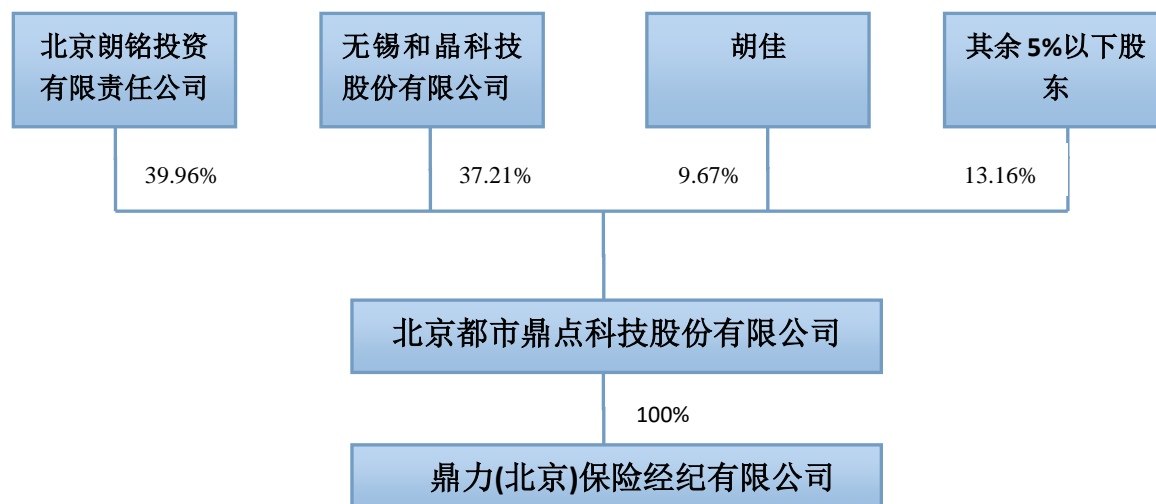 北京朗铭投资
有限责任公司
无锡和晶科技
股份有限公司
胡佳
其余 5%以下股
东
39.96%
37.21%
9.67%
13.16%
北京都市鼎点科技股份有限公司
100%
鼎力(北京)保险经纪有限公司